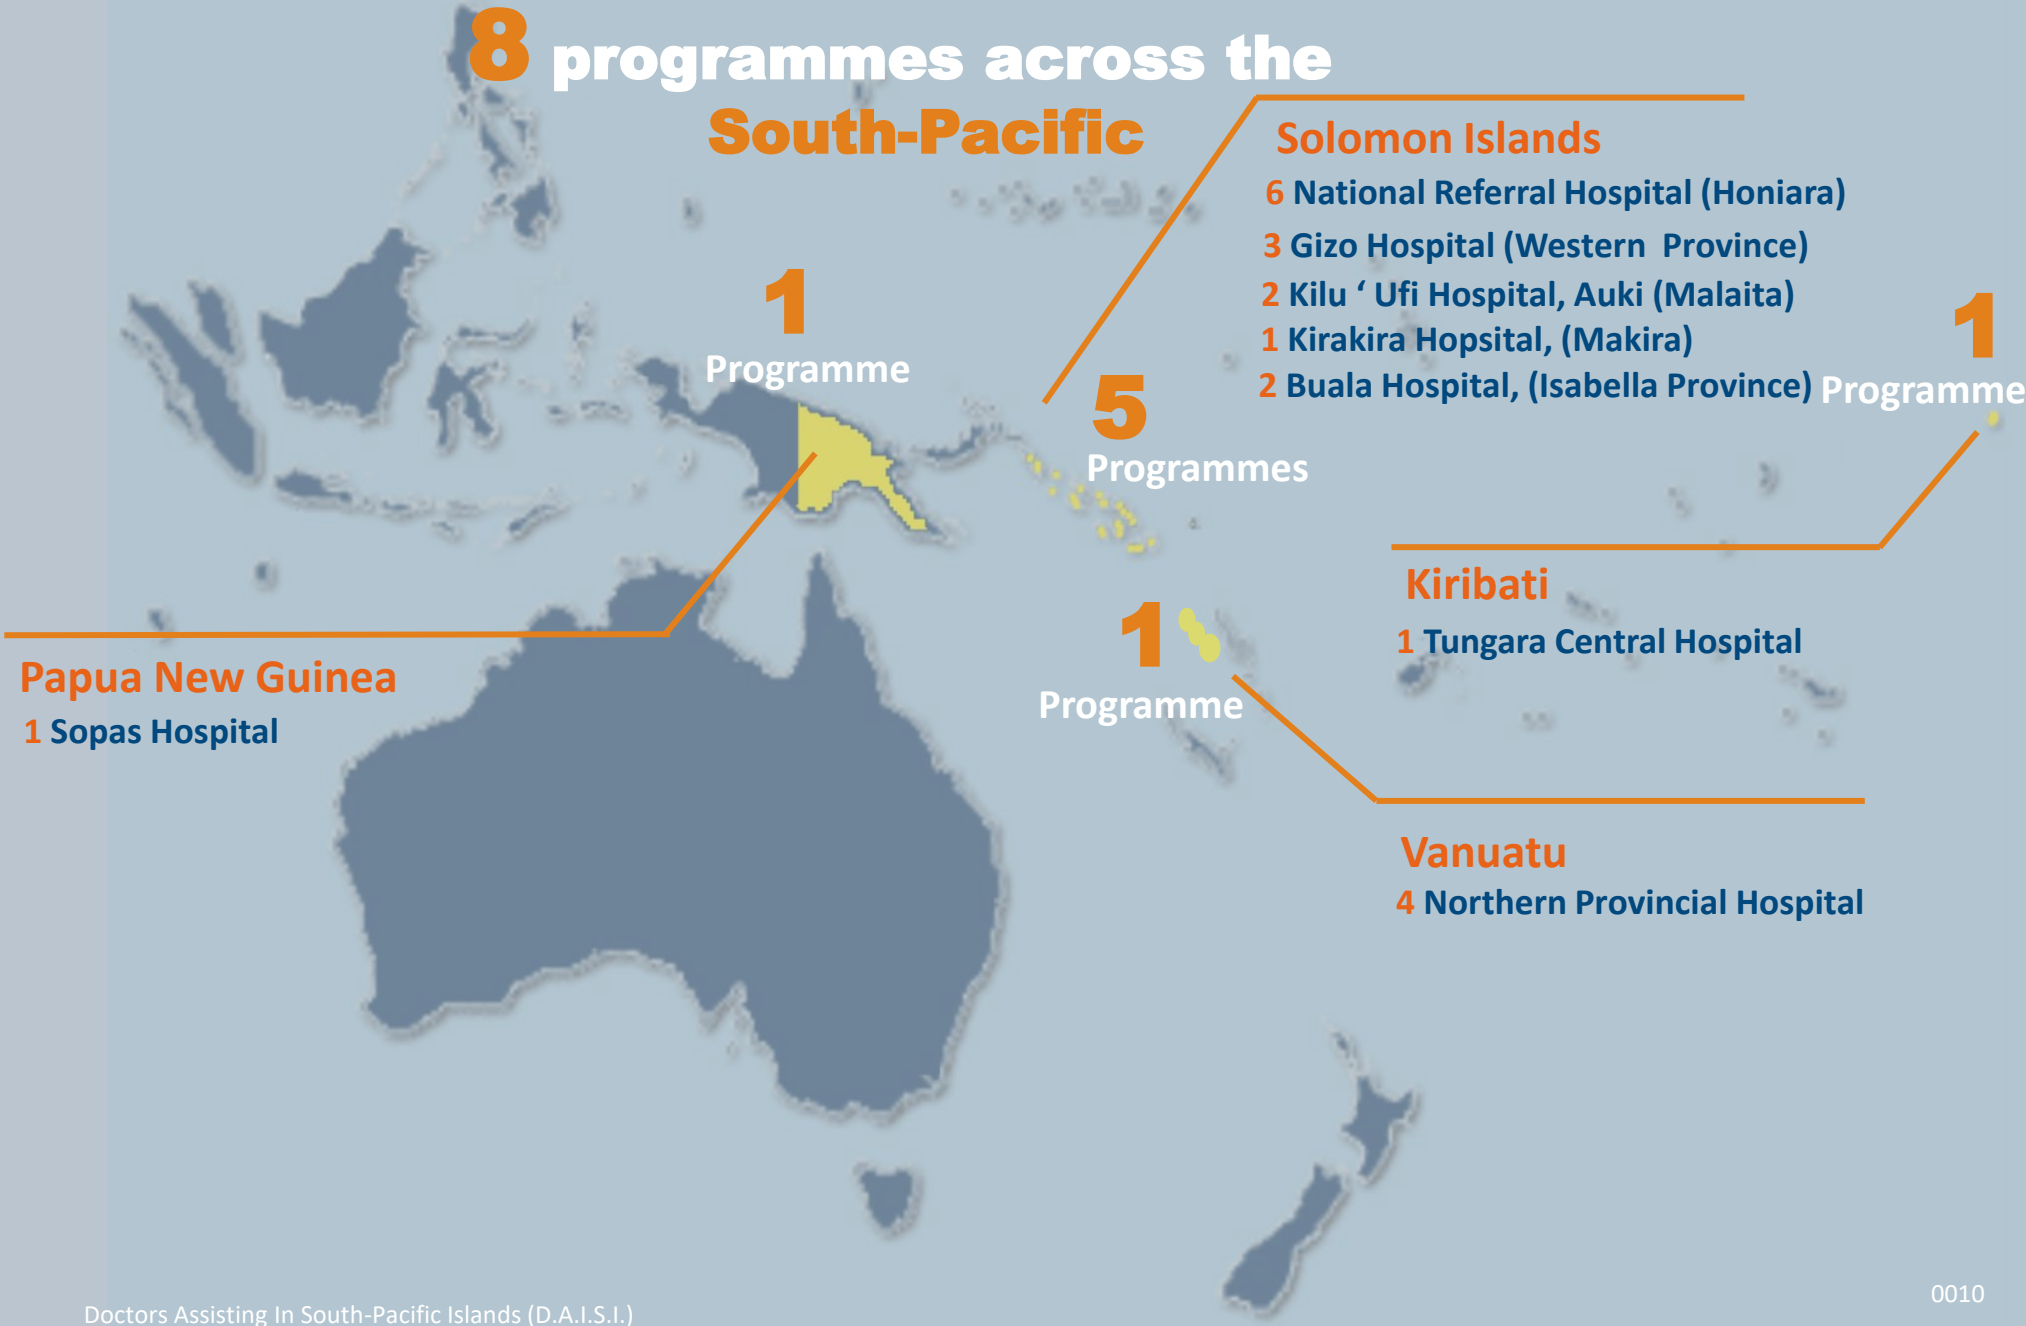 8 programmes across the
South-Pacific
Solomon Islands
6 National Referral Hospital (Honiara)
3 Gizo Hospital (Western Province)
2 Kilu ‘ Ufi Hospital, Auki (Malaita)
1 Kirakira Hopsital, (Makira)
2 Buala Hospital, (Isabella Province)
1
Programme
1
Programme
5
Programmes
Kiribati
1 Tungara Central Hospital
1
Programme
Papua New Guinea
1 Sopas Hospital
Vanuatu
4 Northern Provincial Hospital
0010
Doctors Assisting In South-Pacific Islands (D.A.I.S.I.)